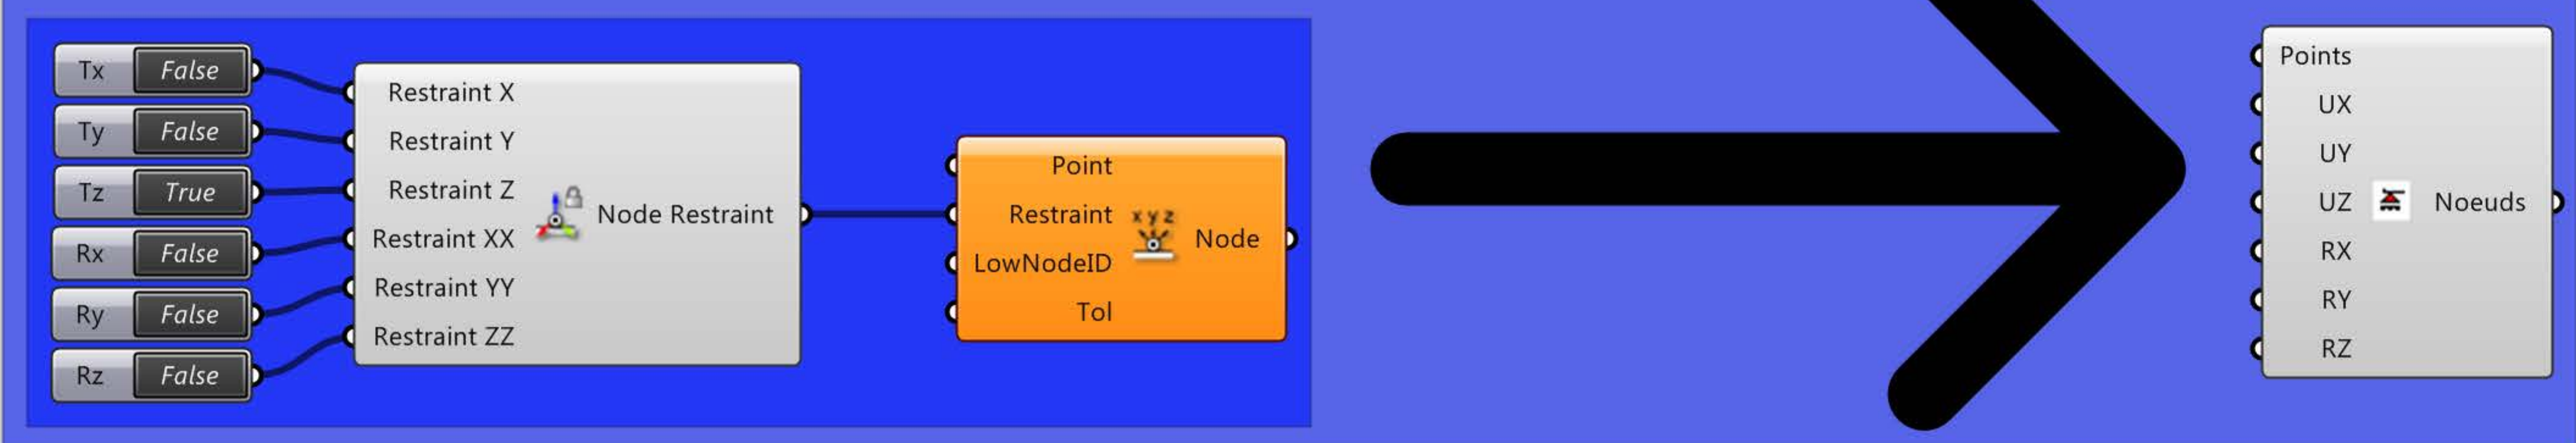 Tx False
Ty False
Tz True
Rx False
Ry False
Rz False
Restraint X
Restraint Y
Restraint Z
Restraint XX
Restraint YY
Restraint ZZ
Node Restraint
Point
Restraint
LowNodeID
Tol
x y z
Node
Points
UX
UY
UZ
RX
RY
RZ
Noeuds